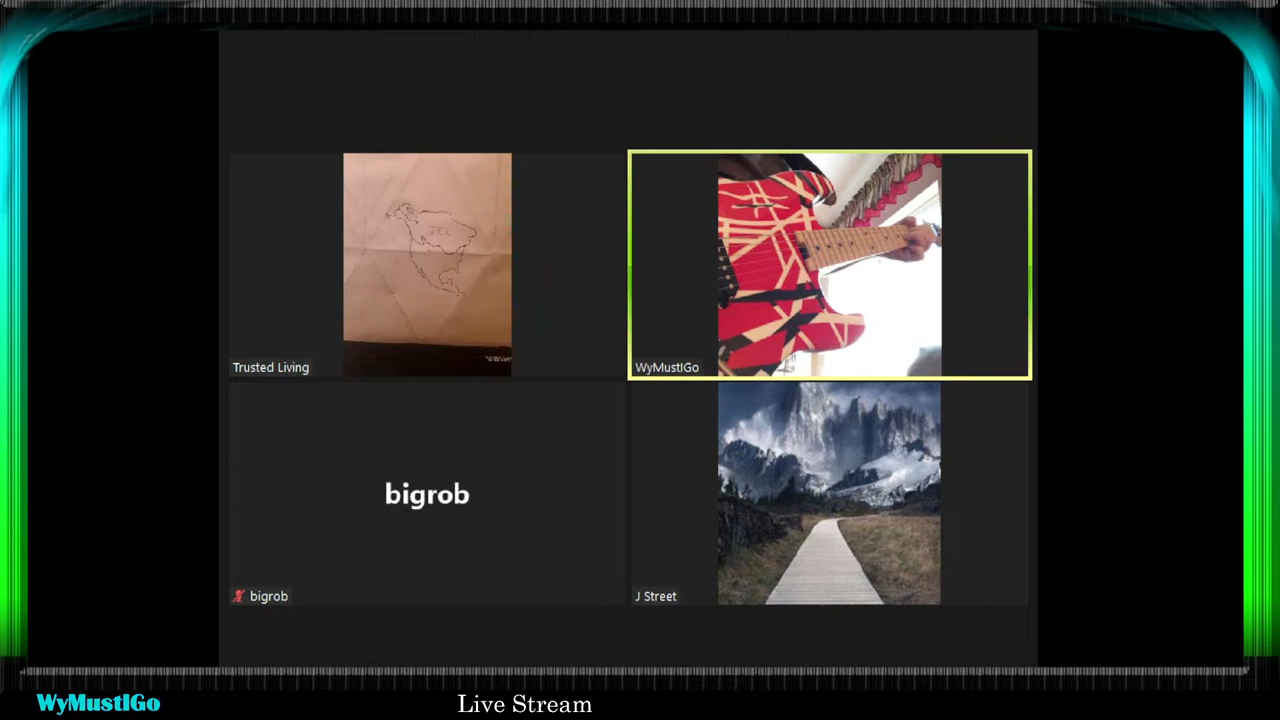 Trusted Living
WyMustIGo
bigrob
bigrob
J Street
WyMustIGo
Live Stream